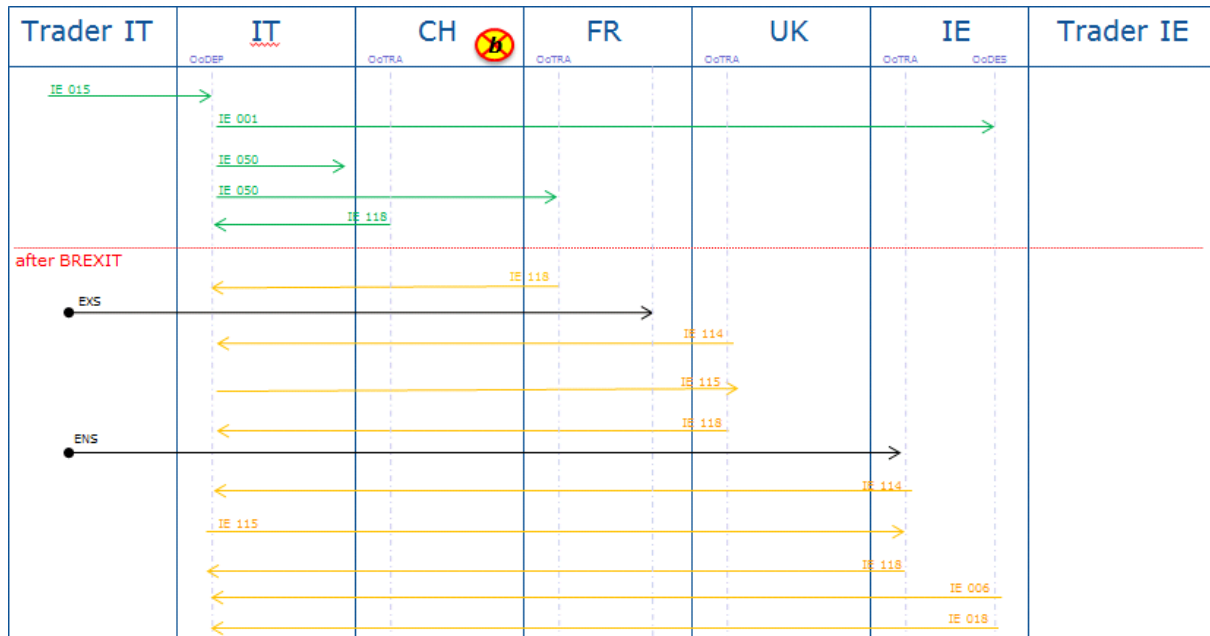 Trader IT IT CH b FR UK IE Trader IE
OoDEP OoTRA OoTRA OoTRA OoTRA OoDES
IE 015
IE 001
IE 050
IE 050
IE 118
after BREXIT
IE 118
EXS
IE 114
IE 115
IE 118
ENS
IE 114
IE 115
IE 118
IE 006
IE 018